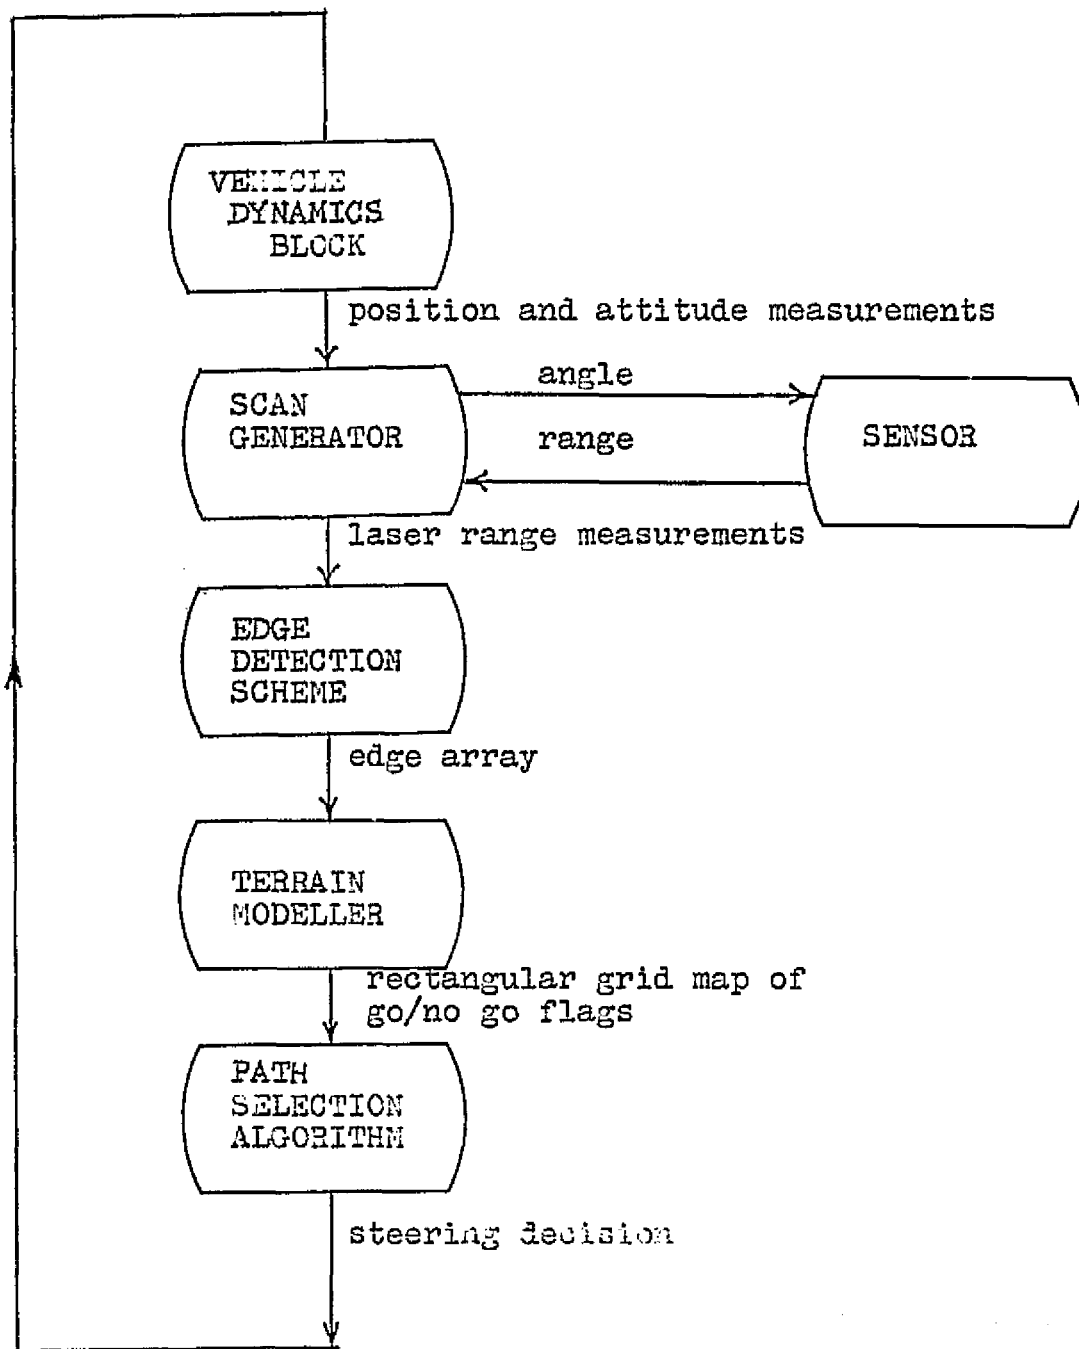 VEHICLE
DYNAMICS
BLOCK
position and attitude measurements
SCAN
GENERATOR
angle
range
SENSOR
laser range measurements
EDGE
DETECTION
SCHEME
edge array
TERRAIN
MODELLER
rectangular grid map of
go/no go flags
PATH
SELECTION
ALGORITHM
steering decision